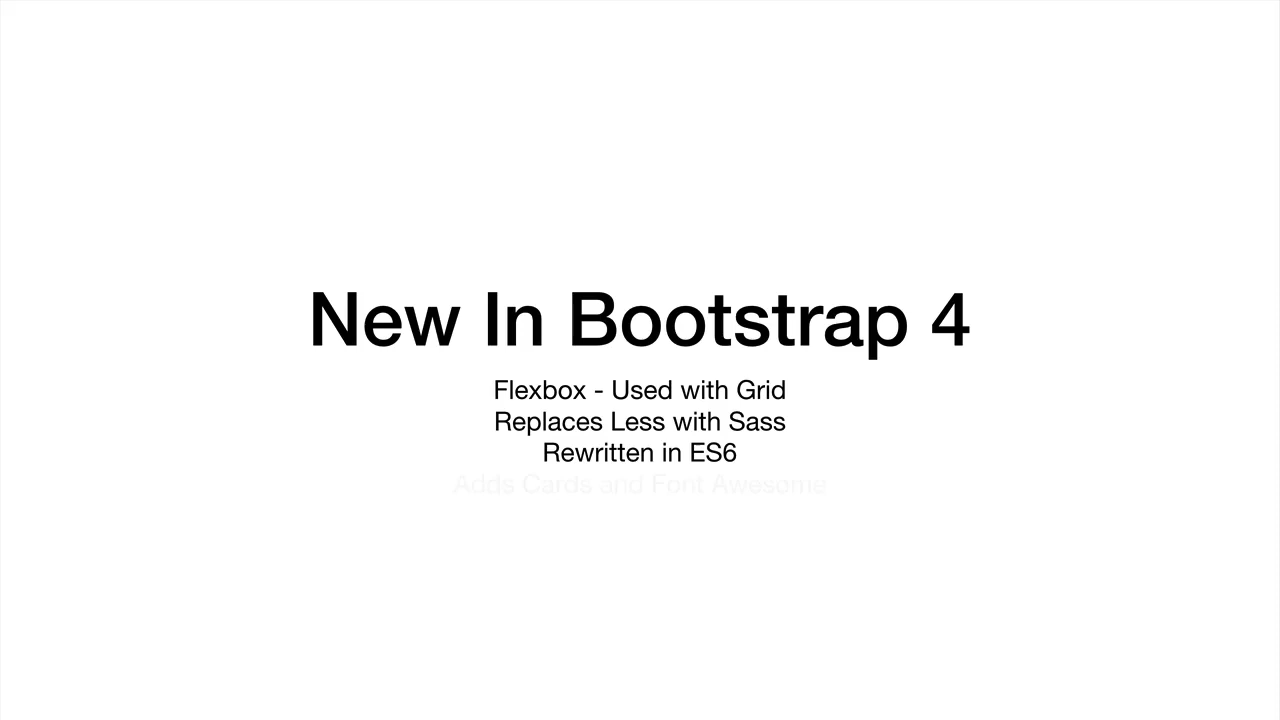 New In Bootstrap 4
Flexbox - Used with Grid
Replaces Less with Sass
Rewritten in ES6
Adds Cards and Font Awesome